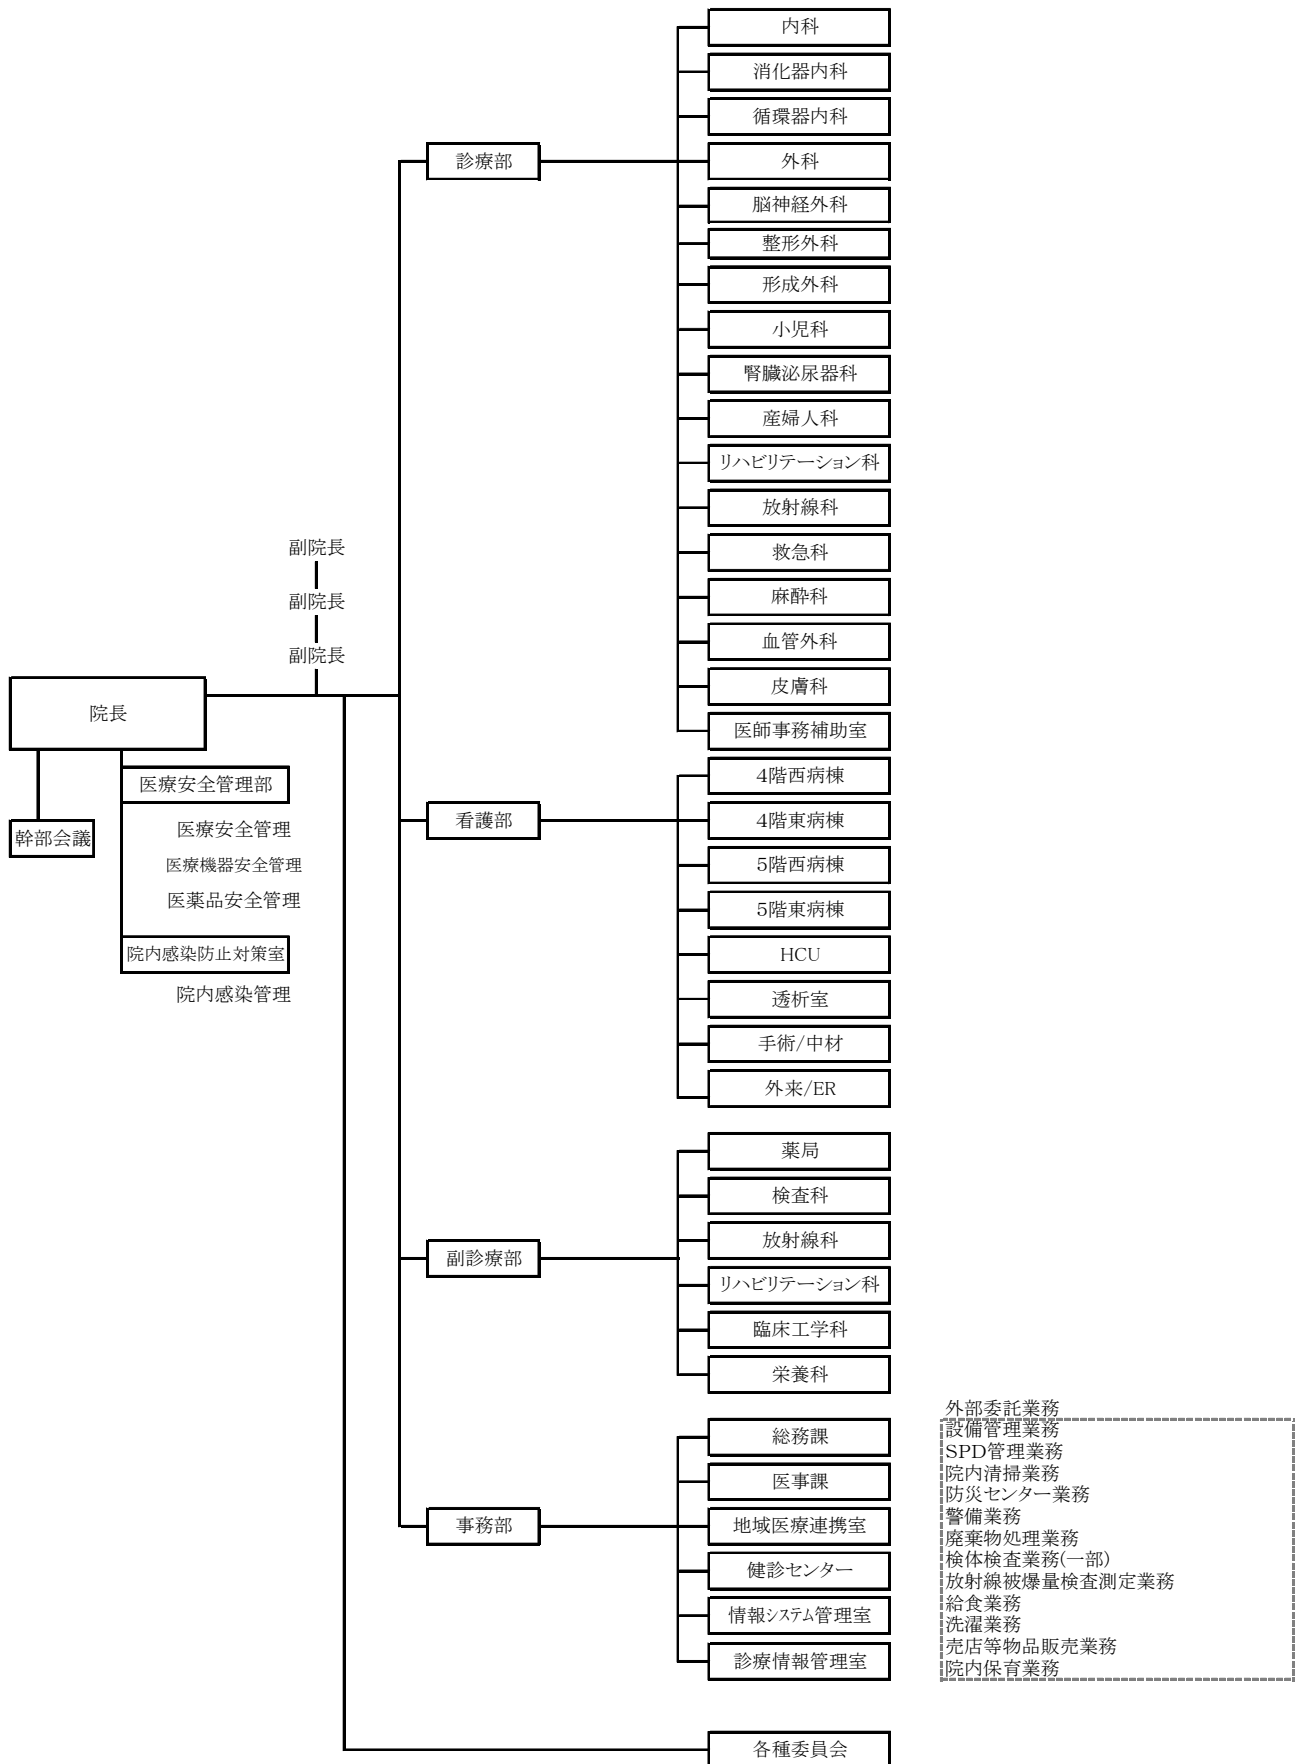 内科
消化器内科
循環器内科
診療部
外科
脳神経外科
整形外科
形成外科
小児科
腎臓泌尿器科
産婦人科
リハビリテーション科
放射線科
救急科
麻酔科
血管外科
皮膚科
医師事務補助室
副院長
副院長
副院長
院長
幹部会議
医療安全管理部
医療安全管理
医療機器安全管理
医薬品安全管理
院内感染防止対策室
院内感染管理
4階西病棟
看護部
4階東病棟
5階西病棟
5階東病棟
HCU
透析室
手術/中材
外来/ER
薬局
検査科
放射線科
副診療部
リハビリテーション科
臨床工学科
栄養科
総務課
医事課
事務部
地域医療連携室
健診センター
情報システム管理室
診療情報管理室
外部委託業務
設備管理業務
SPD管理業務
院内清掃業務
防災センター業務
警備業務
廃棄物処理業務
検体検査業務(一部)
放射線被爆量検査測定業務
給食業務
洗濯業務
売店等物品販売業務
院内保育業務
各種委員会